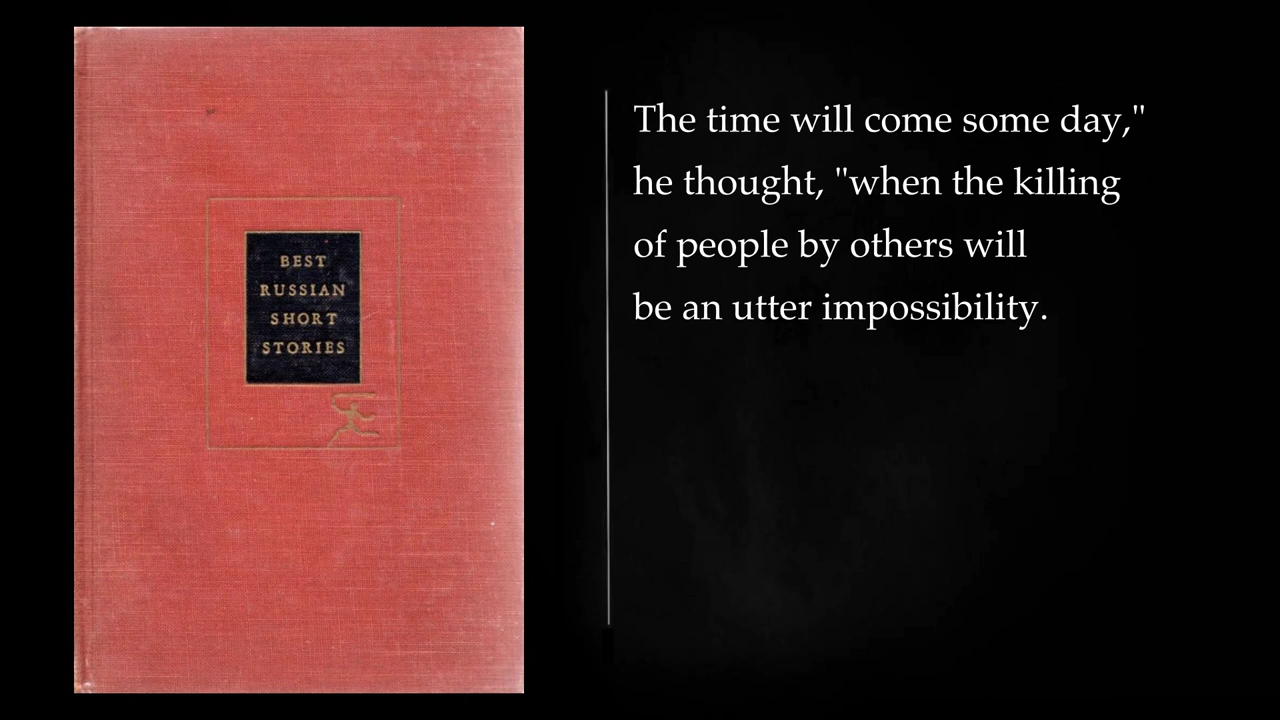 BEST
RUSSIAN
SHORT
STORIES
The time will come some day,"
he thought, "when the killing
of people by others will
be an utter impossibility.